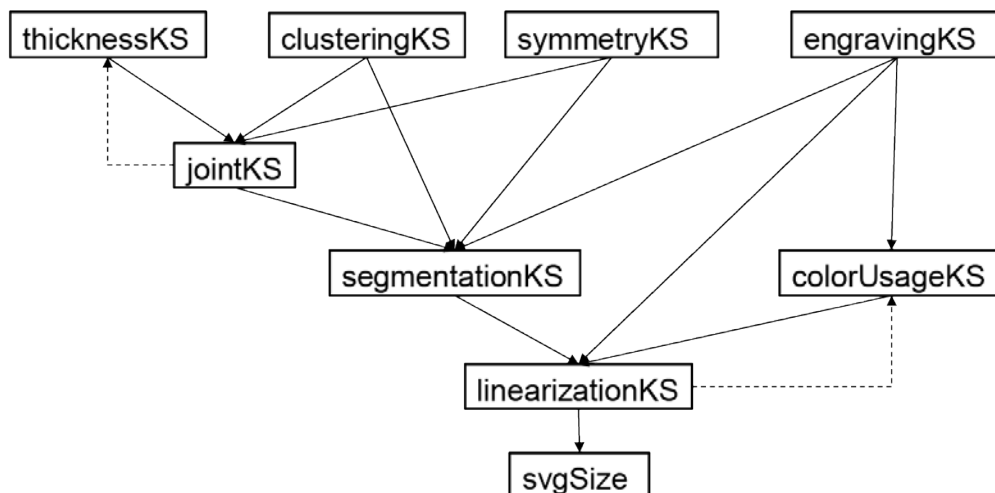 thicknessKS
clusteringKS
symmetryKS
engravingKS
jointKS
segmentationKS
colorUsageKS
linearizationKS
svgSize